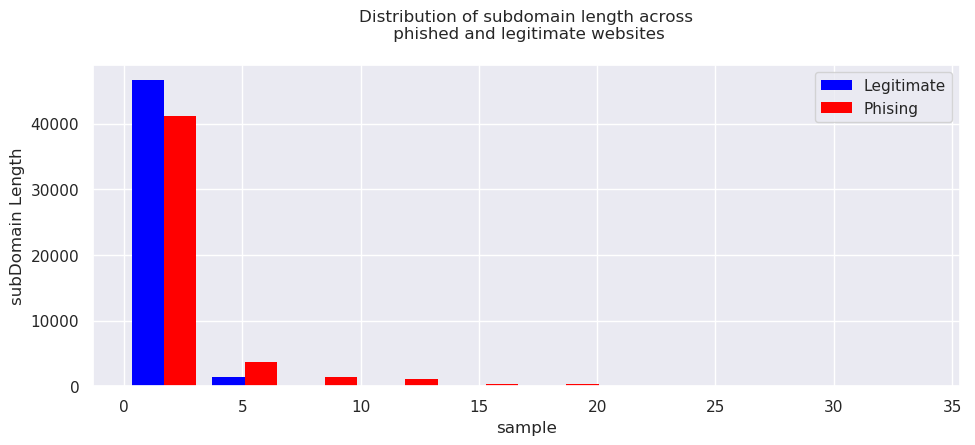 Distribution of subdomain length across
phished and legitimate websites
Legitimate
Phising
subDomain Length
40000
30000
20000
10000
0
0 5 10 15 20 25 30 35
sample